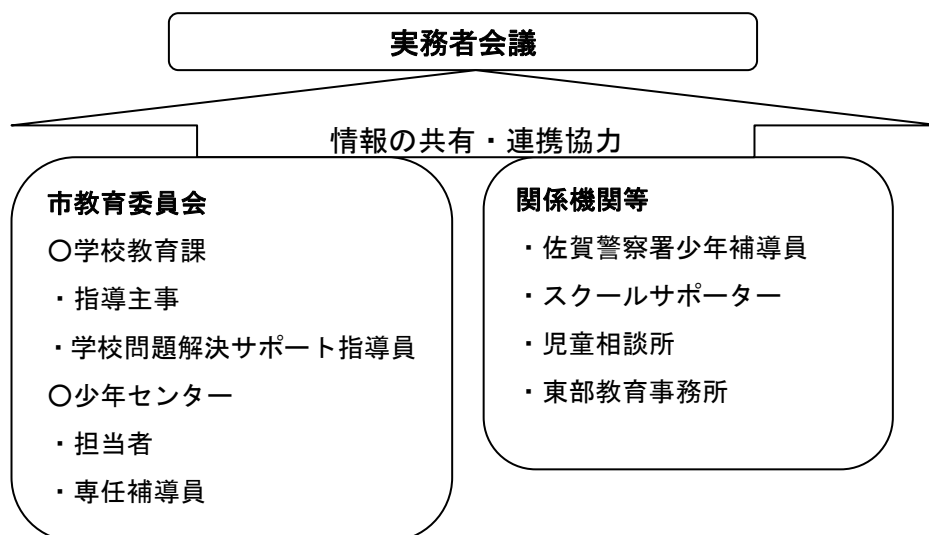 実務者会議
情報の共有・連携協力
市教育委員会
○学校教育課
・指導主事
・学校問題解決サポート指導員
○少年センター
・担当者
・専任補導員
関係機関等
・佐賀警察署少年補導員
・スクールサポーター
・児童相談所
・東部教育事務所